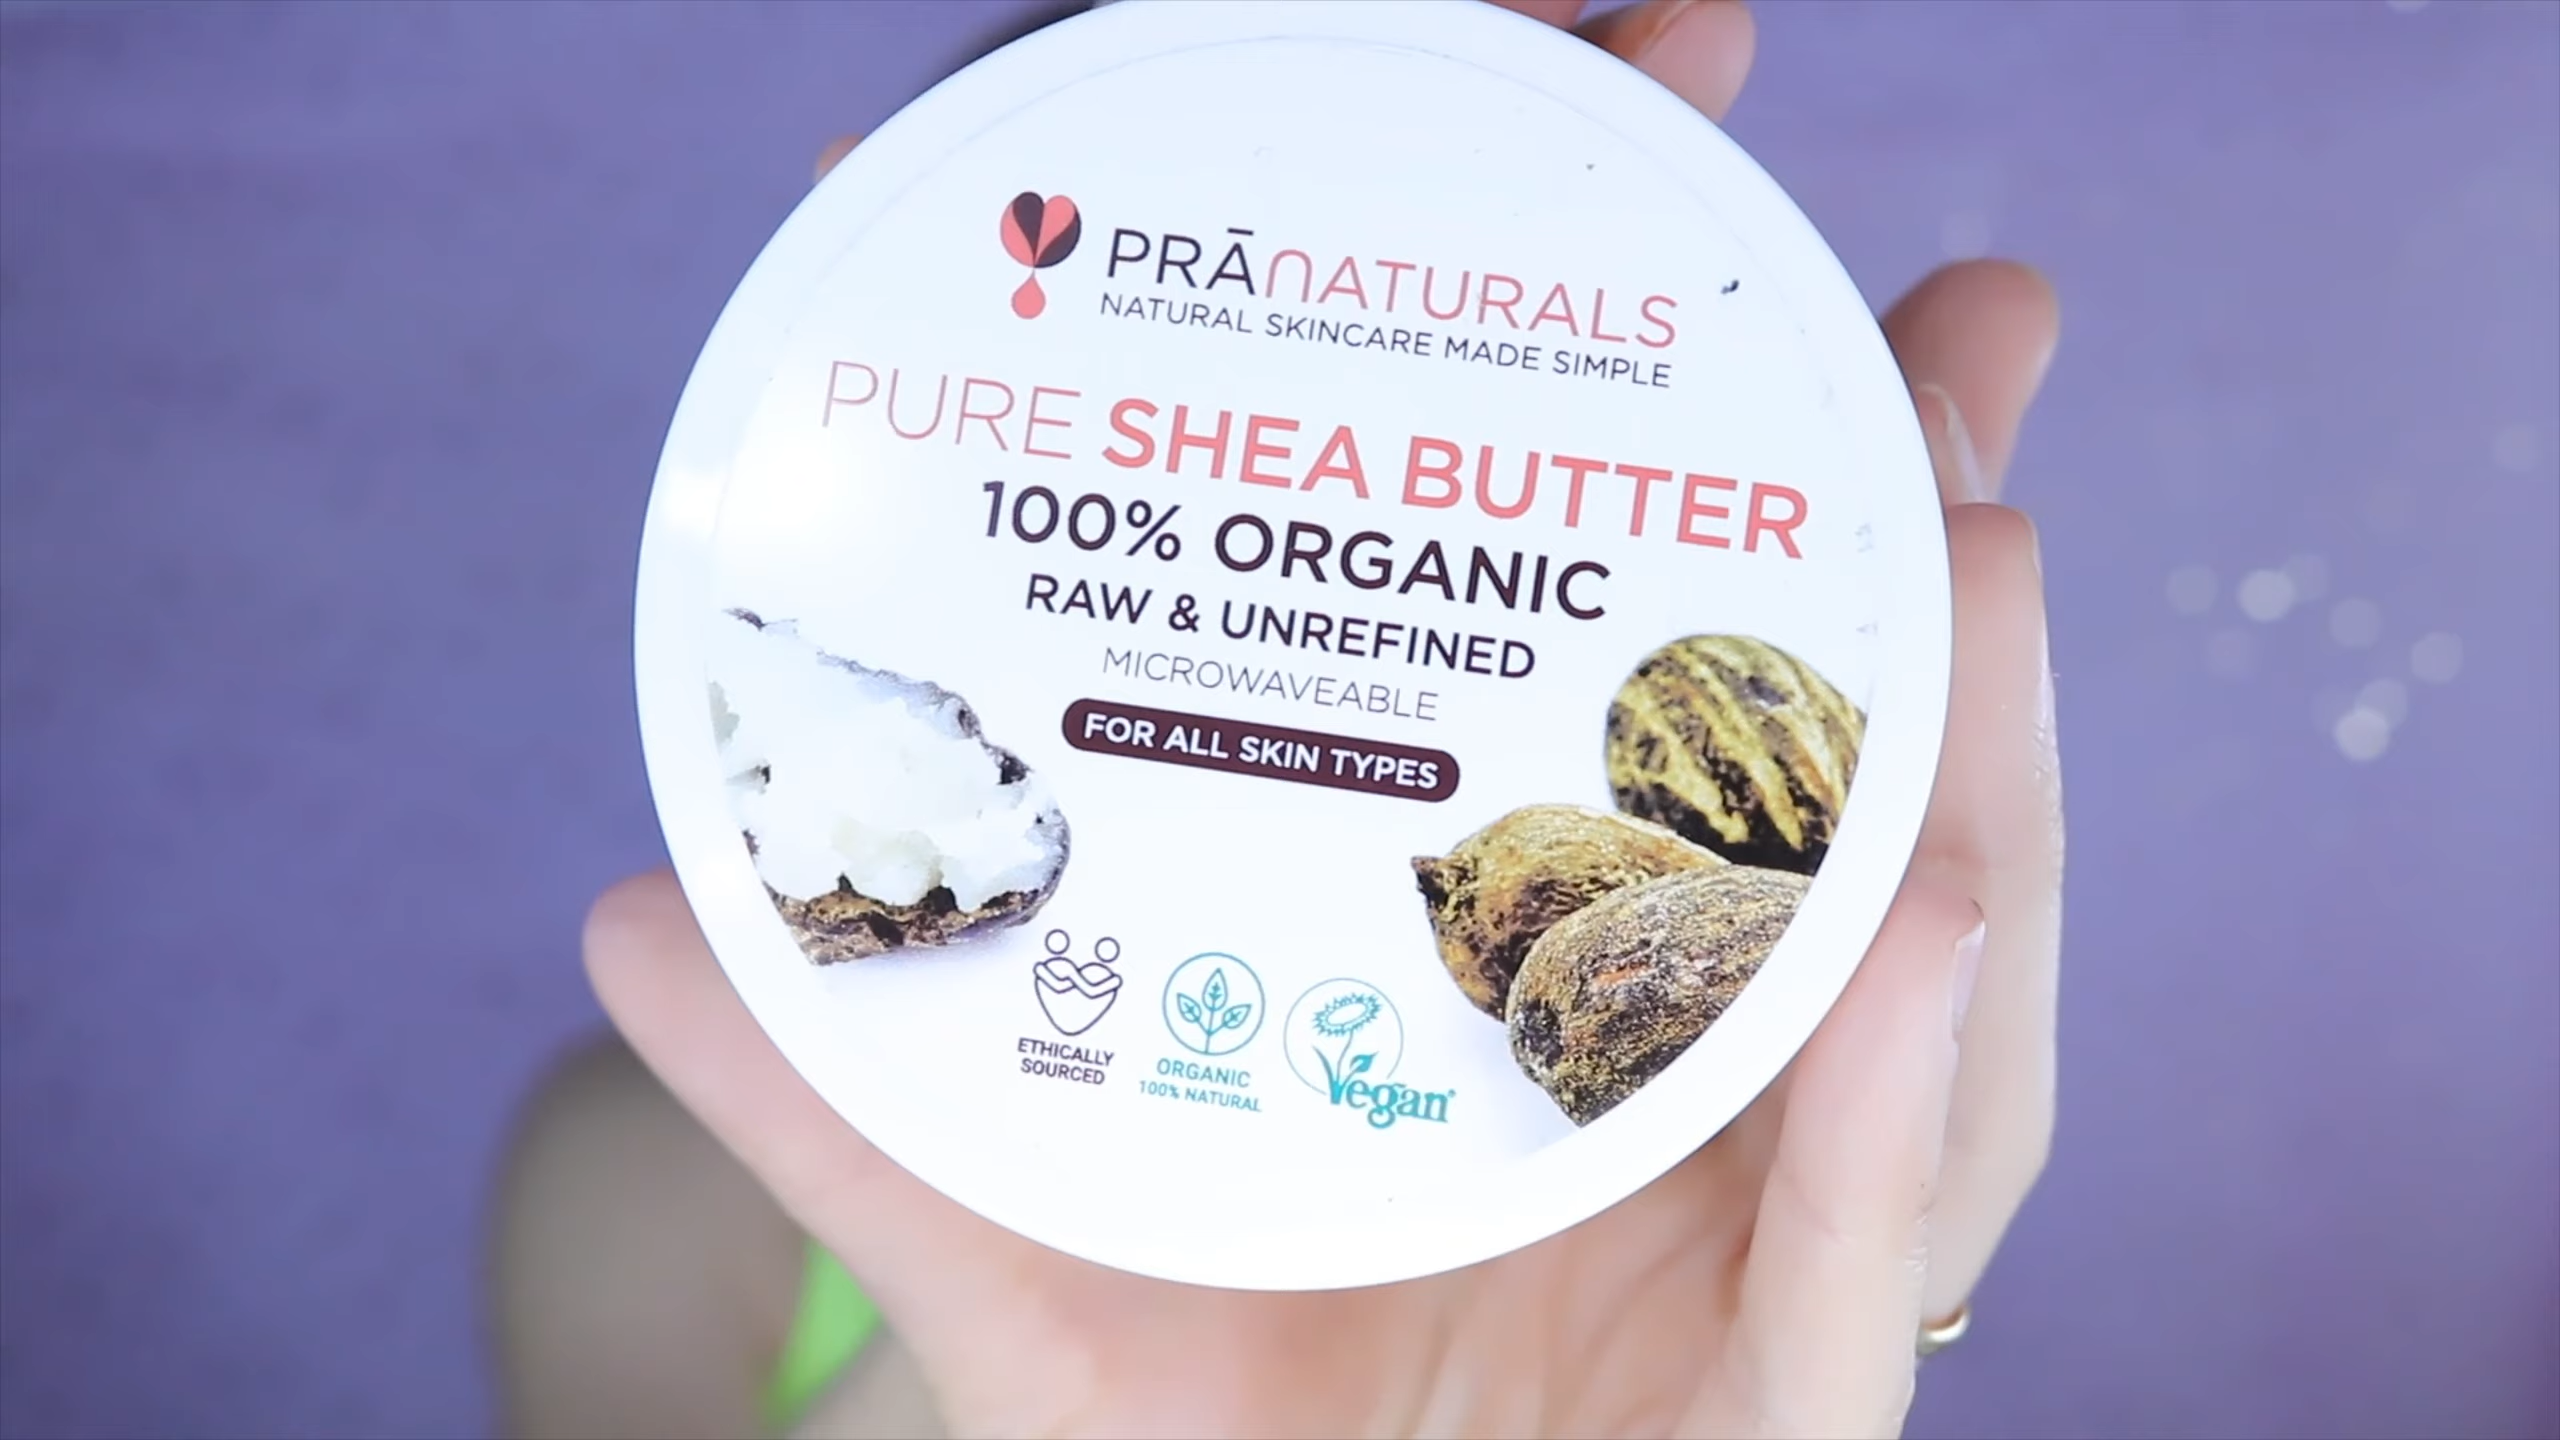 PRĀNATURALS
NATURAL SKINCARE MADE SIMPLE
PURE SHEA BUTTER
100% ORGANIC
RAW & UNREFINED
MICROWAVEABLE
FOR ALL SKIN TYPES
ETHICALLY
SOURCED
ORGANIC
100% NATURAL
Vegan